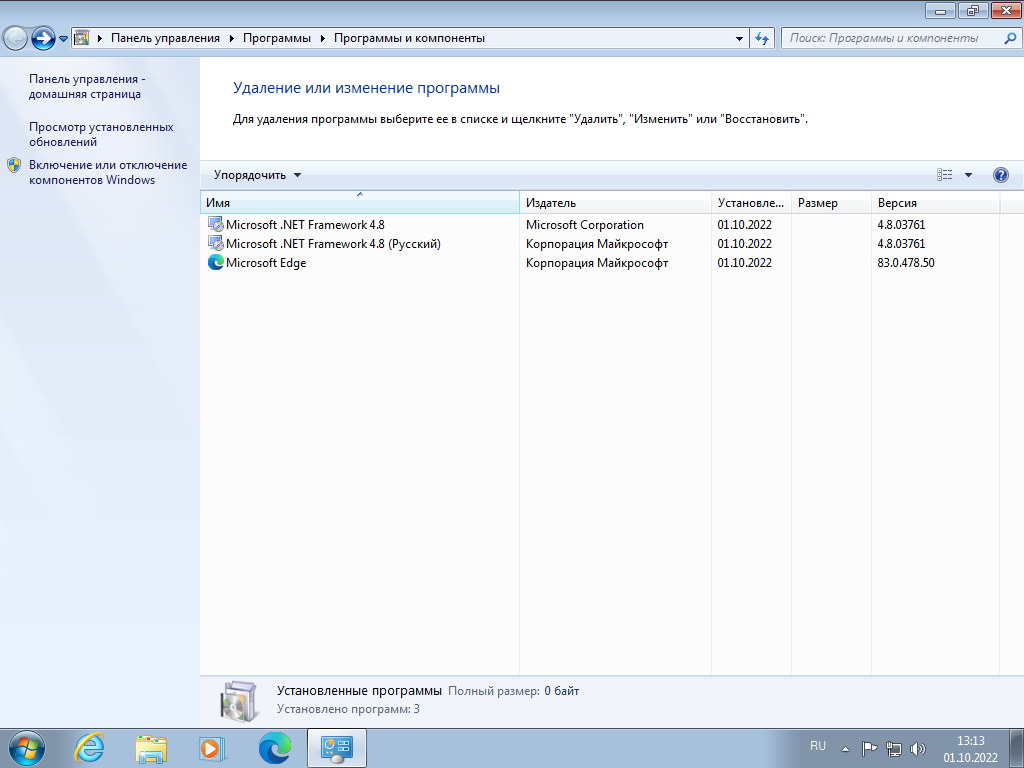 Панель управления
Программы
Программы и компоненты
Поиск: Программы и компоненты
Панель управления -
домашняя страница
Просмотр установленных
обновлений
Включение или отключение
компонентов Windows
Удаление или изменение программы
Для удаления программы выберите ее в списке и щелкните "Удалить", "Изменить" или "Восстановить".
Упорядочить
Имя Издатель Установле... Размер Версия
Microsoft .NET Framework 4.8 Microsoft Corporation 01.10.2022 4.8.03761
Microsoft .NET Framework 4.8 (Русский) Корпорация Майкрософт 01.10.2022 4.8.03761
Microsoft Edge Корпорация Майкрософт 01.10.2022 83.0.478.50
Установленные программы Полный размер: 0 байт
Установлено программ: 3
RU
13:13
01.10.2022